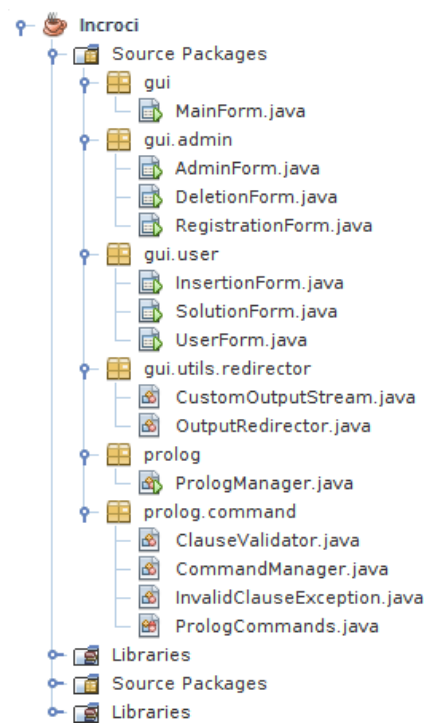 Incroci
Source Packages
gui
MainForm.java
gui.admin
AdminForm.java
DeletionForm.java
RegistrationForm.java
gui.user
InsertionForm.java
SolutionForm.java
UserForm.java
gui.utils.redirector
CustomOutputStream.java
OutputRedirector.java
prolog
PrologManager.java
prolog.command
ClauseValidator.java
CommandManager.java
InvalidClauseException.java
PrologCommands.java
Libraries
Source Packages
Libraries